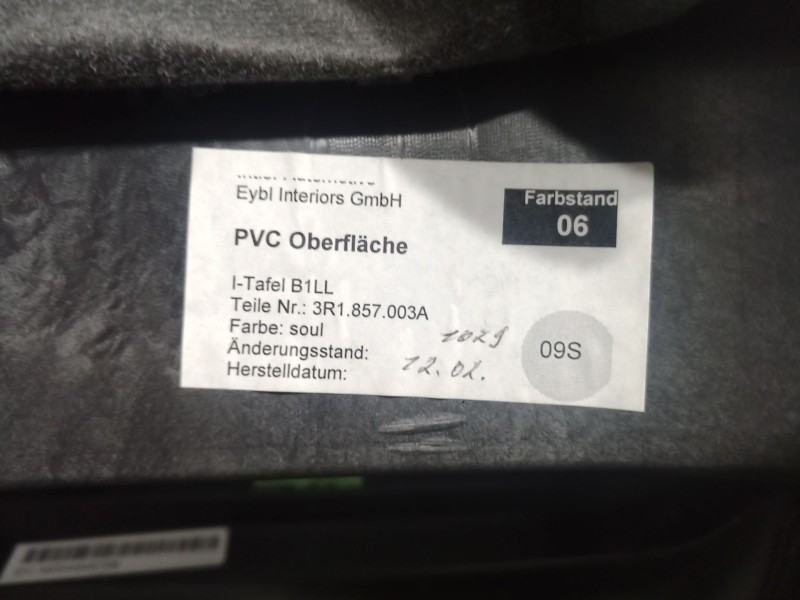 Eybl Interiors GmbH
Farbstand
06
PVC Oberfläche
I-Tafel B1LL
Teile Nr.: 3R1.857.003A
Farbe: soul
Änderungsstand: 1029
Herstelldatum: 12.02.
09S